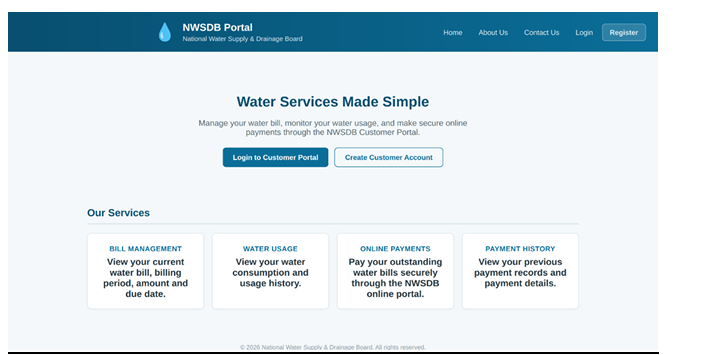 NWSDB Portal
National Water Supply & Drainage Board
Home About Us Contact Us Login Register
Water Services Made Simple
Manage your water bill, monitor your water usage, and make secure online
payments through the NWSDB Customer Portal.
Login to Customer Portal Create Customer Account
Our Services
BILL MANAGEMENT
View your current
water bill, billing
period, amount and
due date.
WATER USAGE
View your water
consumption and
usage history.
ONLINE PAYMENTS
Pay your outstanding
water bills securely
through the NWSDB
online portal.
PAYMENT HISTORY
View your previous
payment records and
payment details.
© 2026 National Water Supply & Drainage Board. All rights reserved.